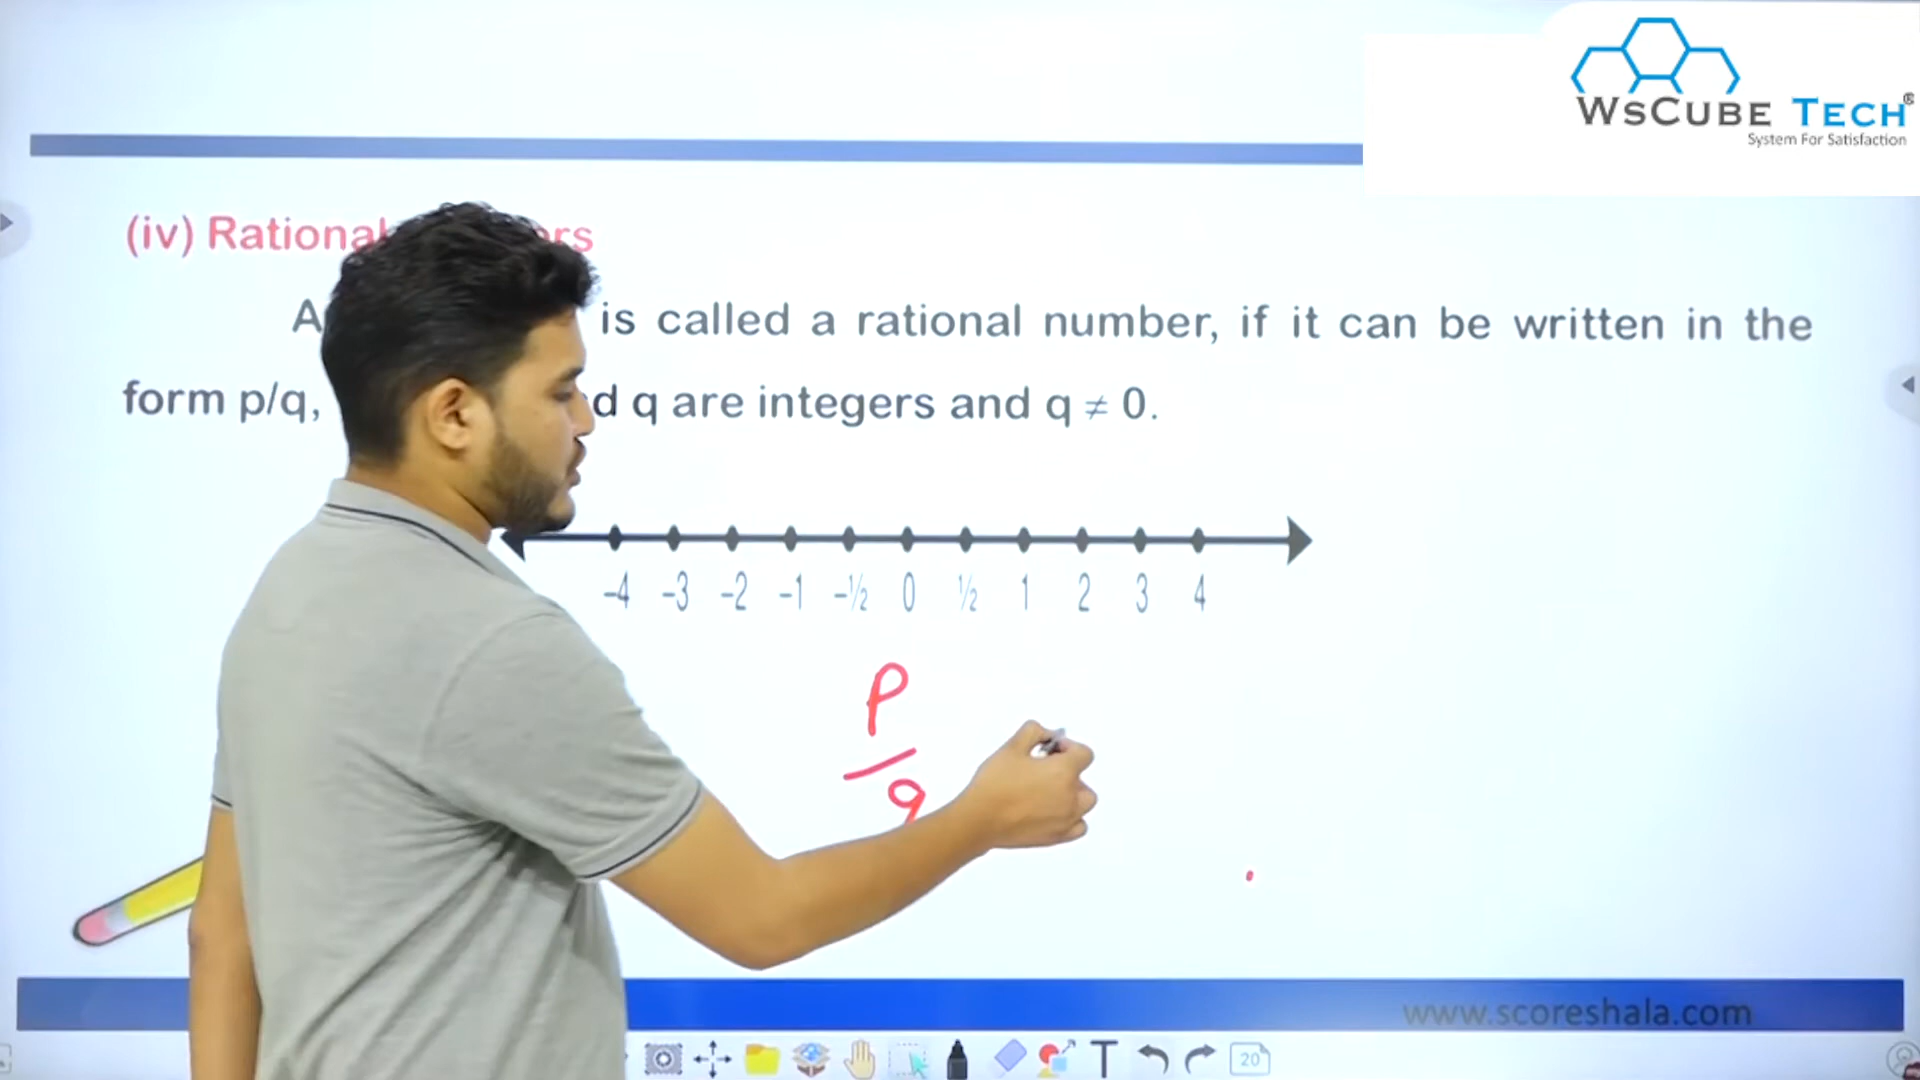 WsCUBE TECH®
System For Satisfaction
(iv) Rational
A is called a rational number, if it can be written in the
form p/q, q are integers and q ≠ 0.
-4 -3 -2 -1 -½ 0 ½ 1 2 3 4
p
q
www.scoreshala.com
T 20